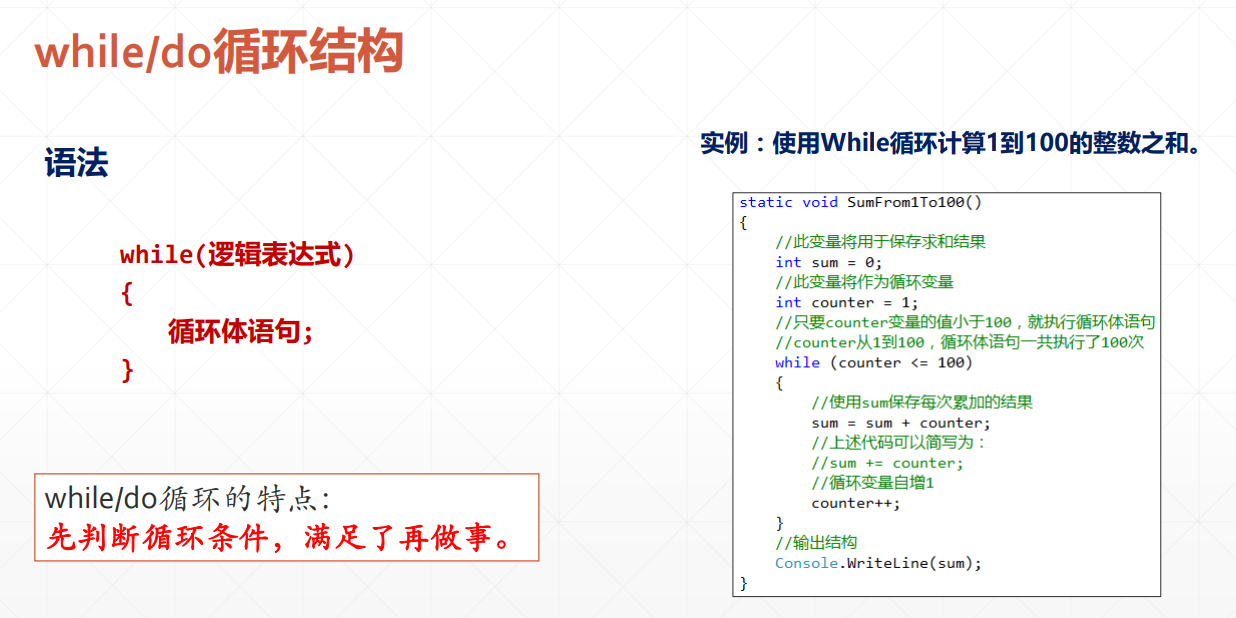 while/do循环结构
语法
while(逻辑表达式)
{
循环体语句;
}
while/do循环的特点:
先判断循环条件，满足了再做事。
实例：使用While循环计算1到100的整数之和。
static void SumFrom1To100()
{
//此变量将用于保存求和结果
int sum = 0;
//此变量将作为循环变量
int counter = 1;
//只要counter变量的值小于100，就执行循环体语句
//counter从1到100，循环体语句一共执行了100次
while (counter <= 100)
{
//使用sum保存每次累加的结果
sum = sum + counter;
//上述代码可以简写为：
//sum += counter;
//循环变量自增1
counter++;
}
//输出结构
Console.WriteLine(sum);
}